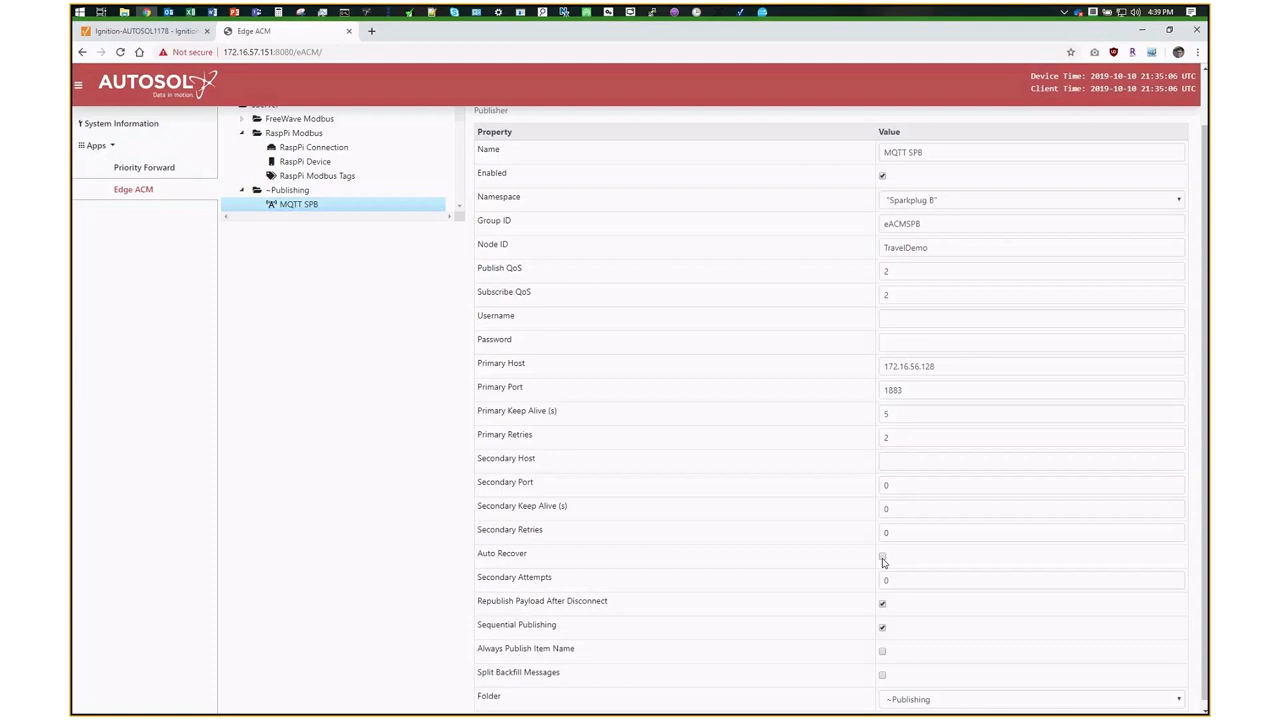 4:39 PM
Ignition-AUTOSOL1178 - Ignition
Edge ACM
Not secure
172.16.57.151:8080/eACM/
AUTOSOL
Data in motion.
Device Time: 2019-10-10 21:35:06 UTC
Client Time: 2019-10-10 21:35:06 UTC
System Information
Apps
Priority Forward
Edge ACM
FreeWave Modbus
RaspPi Modbus
RaspPi Connection
RaspPi Device
RaspPi Modbus Tags
~Publishing
MQTT SPB
Publisher
Property Value
Name MQTT SPB
Enabled
Namespace "Sparkplug B"
Group ID eACMSPB
Node ID TravelDemo
Publish QoS 2
Subscribe QoS 2
Username
Password
Primary Host 172.16.56.128
Primary Port 1883
Primary Keep Alive (s) 5
Primary Retries 2
Secondary Host
Secondary Port 0
Secondary Keep Alive (s) 0
Secondary Retries 0
Auto Recover
Secondary Attempts 0
Republish Payload After Disconnect
Sequential Publishing
Always Publish Item Name
Split Backfill Messages
Folder ~Publishing